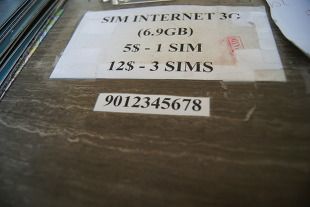 SIM INTERNET 3G
(6.9GB)
5$ - 1 SIM
12$ - 3 SIMS
9012345678